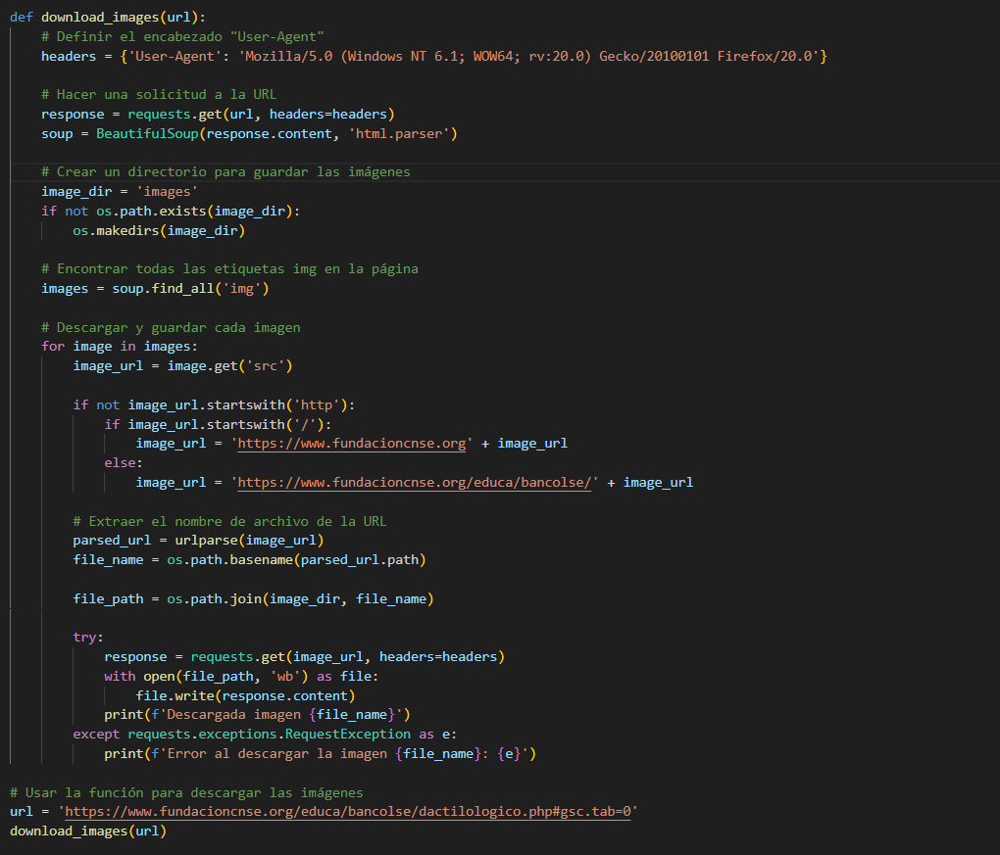 def download_images(url):
    # Definir el encabezado "User-Agent"
    headers = {'User-Agent': 'Mozilla/5.0 (Windows NT 6.1; WOW64; rv:20.0) Gecko/20100101 Firefox/20.0'}
    # Hacer una solicitud a la URL
    response = requests.get(url, headers=headers)
    soup = BeautifulSoup(response.content, 'html.parser')
    # Crear un directorio para guardar las imágenes
    image_dir = 'images'
    if not os.path.exists(image_dir):
        os.makedirs(image_dir)
    # Encontrar todas las etiquetas img en la página
    images = soup.find_all('img')
    # Descargar y guardar cada imagen
    for image in images:
        image_url = image.get('src')
        if not image_url.startswith('http'):
            if image_url.startswith('/'):
                image_url = 'https://www.fundacioncnse.org' + image_url
            else:
                image_url = 'https://www.fundacioncnse.org/educa/bancolse/' + image_url
        # Extraer el nombre de archivo de la URL
        parsed_url = urlparse(image_url)
        file_name = os.path.basename(parsed_url.path)
        file_path = os.path.join(image_dir, file_name)
        try:
            response = requests.get(image_url, headers=headers)
            with open(file_path, 'wb') as file:
                file.write(response.content)
            print(f'Descargada imagen {file_name}')
        except requests.exceptions.RequestException as e:
            print(f'Error al descargar la imagen {file_name}: {e}')
# Usar la función para descargar las imágenes
url = 'https://www.fundacioncnse.org/educa/bancolse/dactilologico.php#gsc.tab=0'
download_images(url)